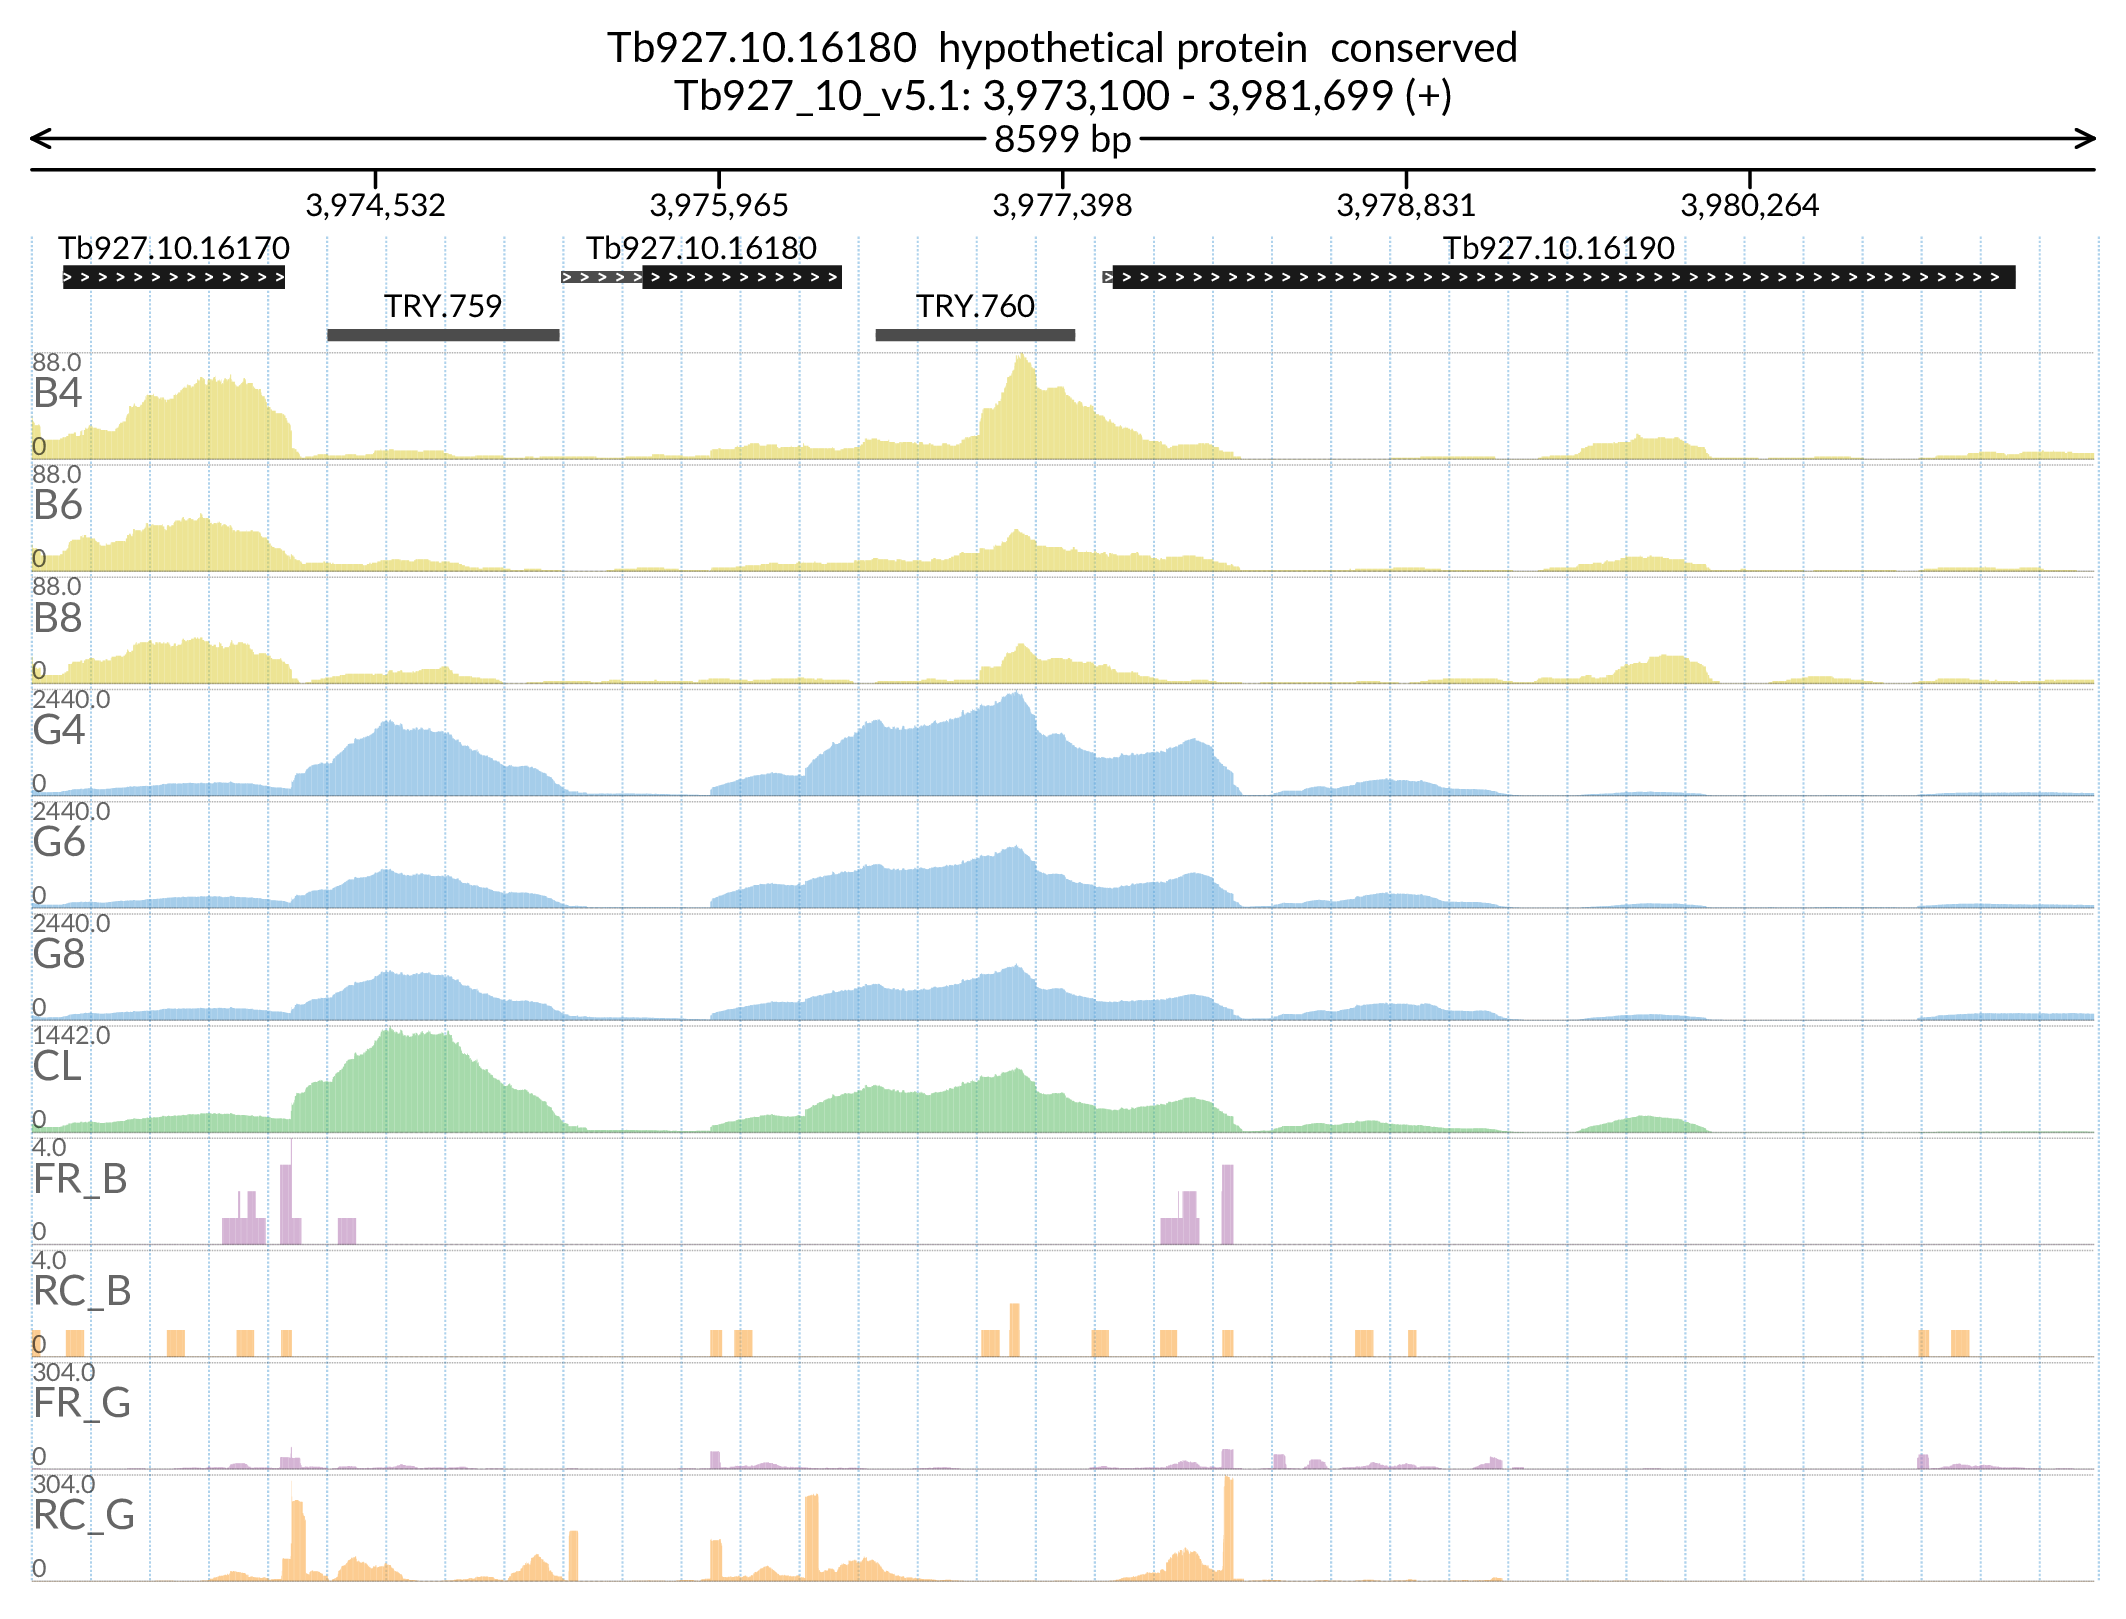 Tb927.10.16180 hypothetical protein conserved
Tb927_10_v5.1: 3,973,100 - 3,981,699 (+)
8599 bp
3,974,532 3,975,965 3,977,398 3,978,831 3,980,264
Tb927.10.16170 Tb927.10.16180 Tb927.10.16190
TRY.759 TRY.760
88.0
B4
0
88.0
B6
0
88.0
B8
0
2440.0
G4
0
2440.0
G6
0
2440.0
G8
0
1442.0
CL
0
4.0
FR_B
0
4.0
RC_B
0
304.0
FR_G
0
304.0
RC_G
0